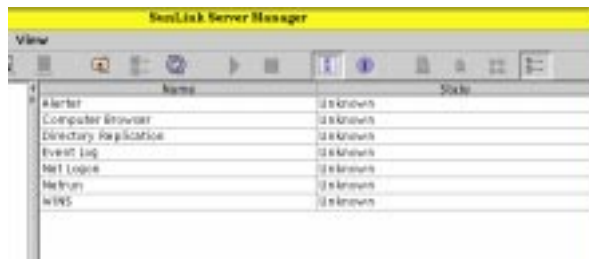 SunLink Server Manager
View
Name State
Alerter Unknown
Computer Browser Unknown
Directory Replication Unknown
Event Log Unknown
Net Logon Unknown
Netrun Unknown
WINS Unknown